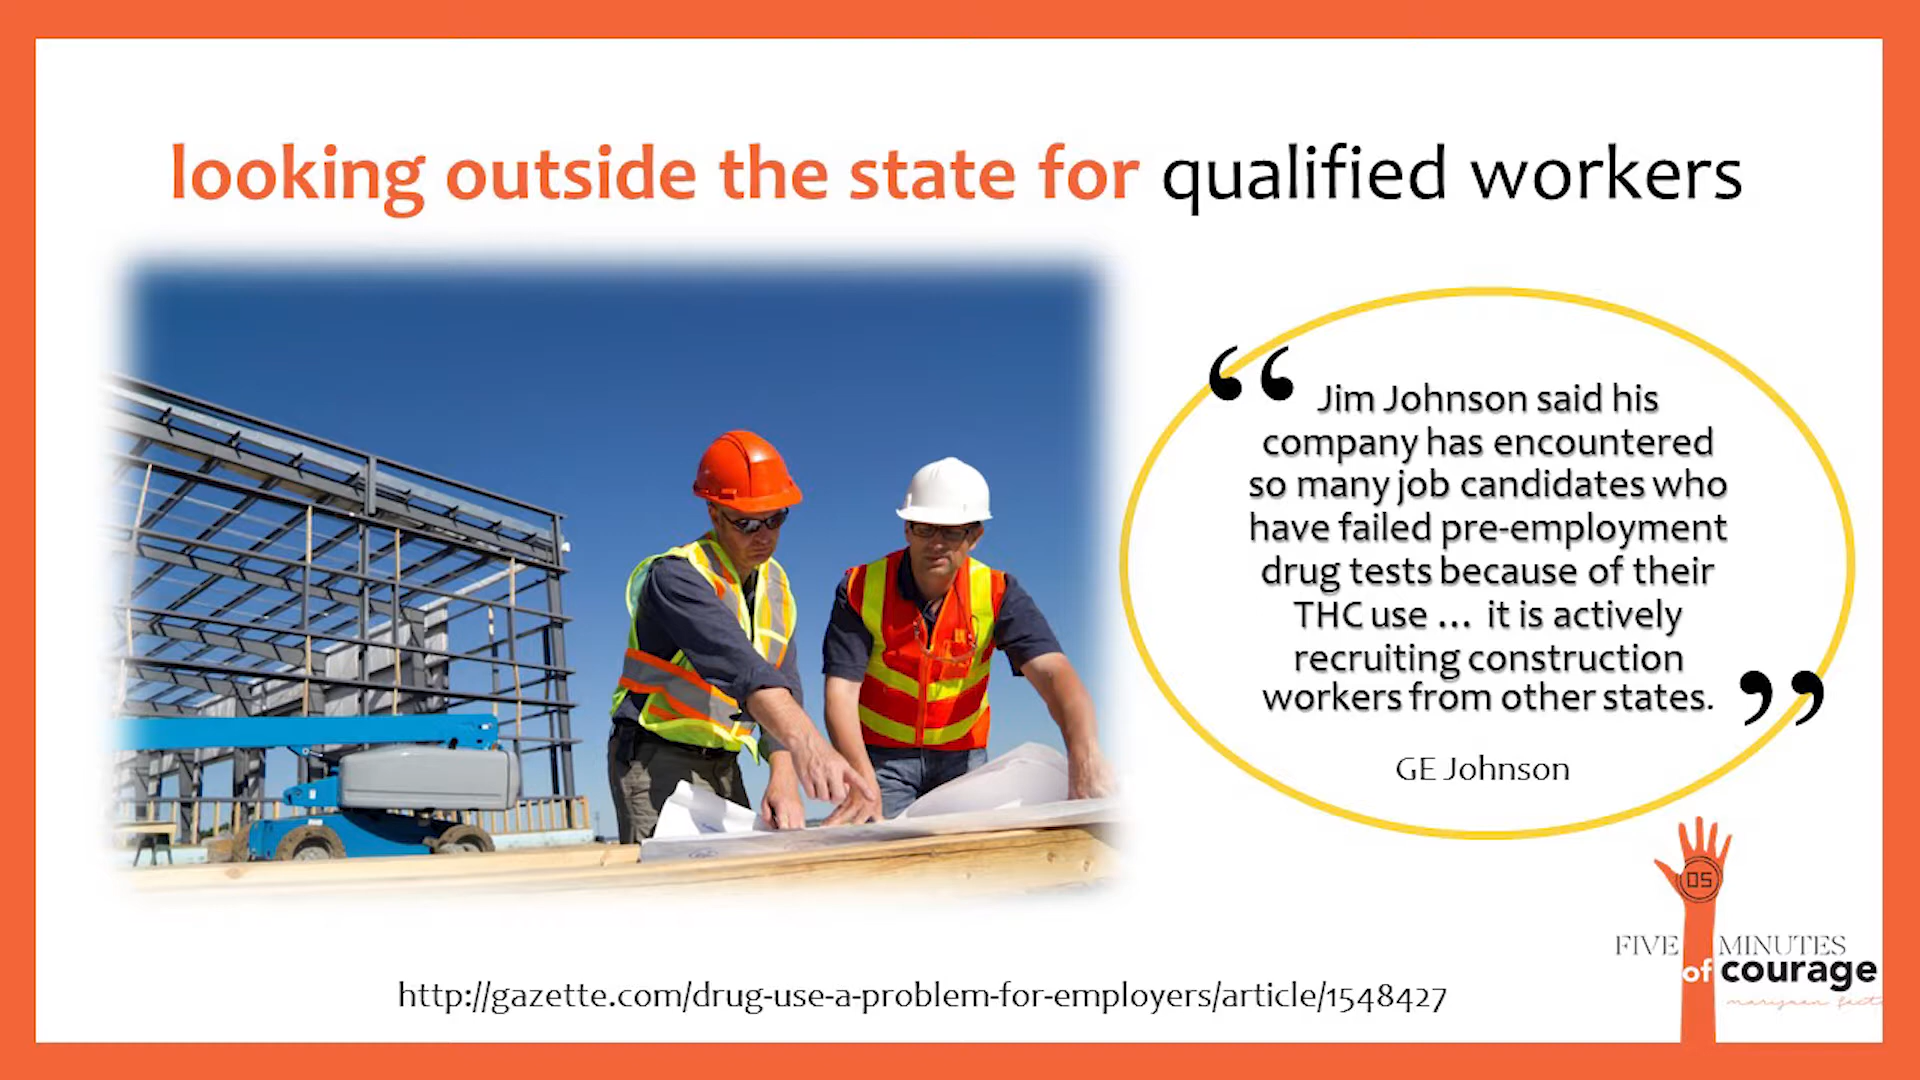 looking outside the state for qualified workers
“ Jim Johnson said his
company has encountered
so many job candidates who
have failed pre-employment
drug tests because of their
THC use ... it is actively
recruiting construction
workers from other states. ”
GE Johnson
05
FIVE MINUTES
of courage
http://gazette.com/drug-use-a-problem-for-employers/article/1548427